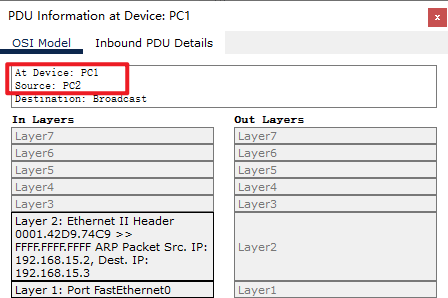 PDU Information at Device: PC1
x
OSI Model Inbound PDU Details
At Device: PC1
Source: PC2
Destination: Broadcast
In Layers Out Layers
Layer7 Layer7
Layer6 Layer6
Layer5 Layer5
Layer4 Layer4
Layer3 Layer3
Layer 2: Ethernet II Header
0001.42D9.74C9 >>
FFFF.FFFF.FFFF ARP Packet Src. IP:
192.168.15.2, Dest. IP:
192.168.15.3
Layer2
Layer 1: Port FastEthernet0 Layer1